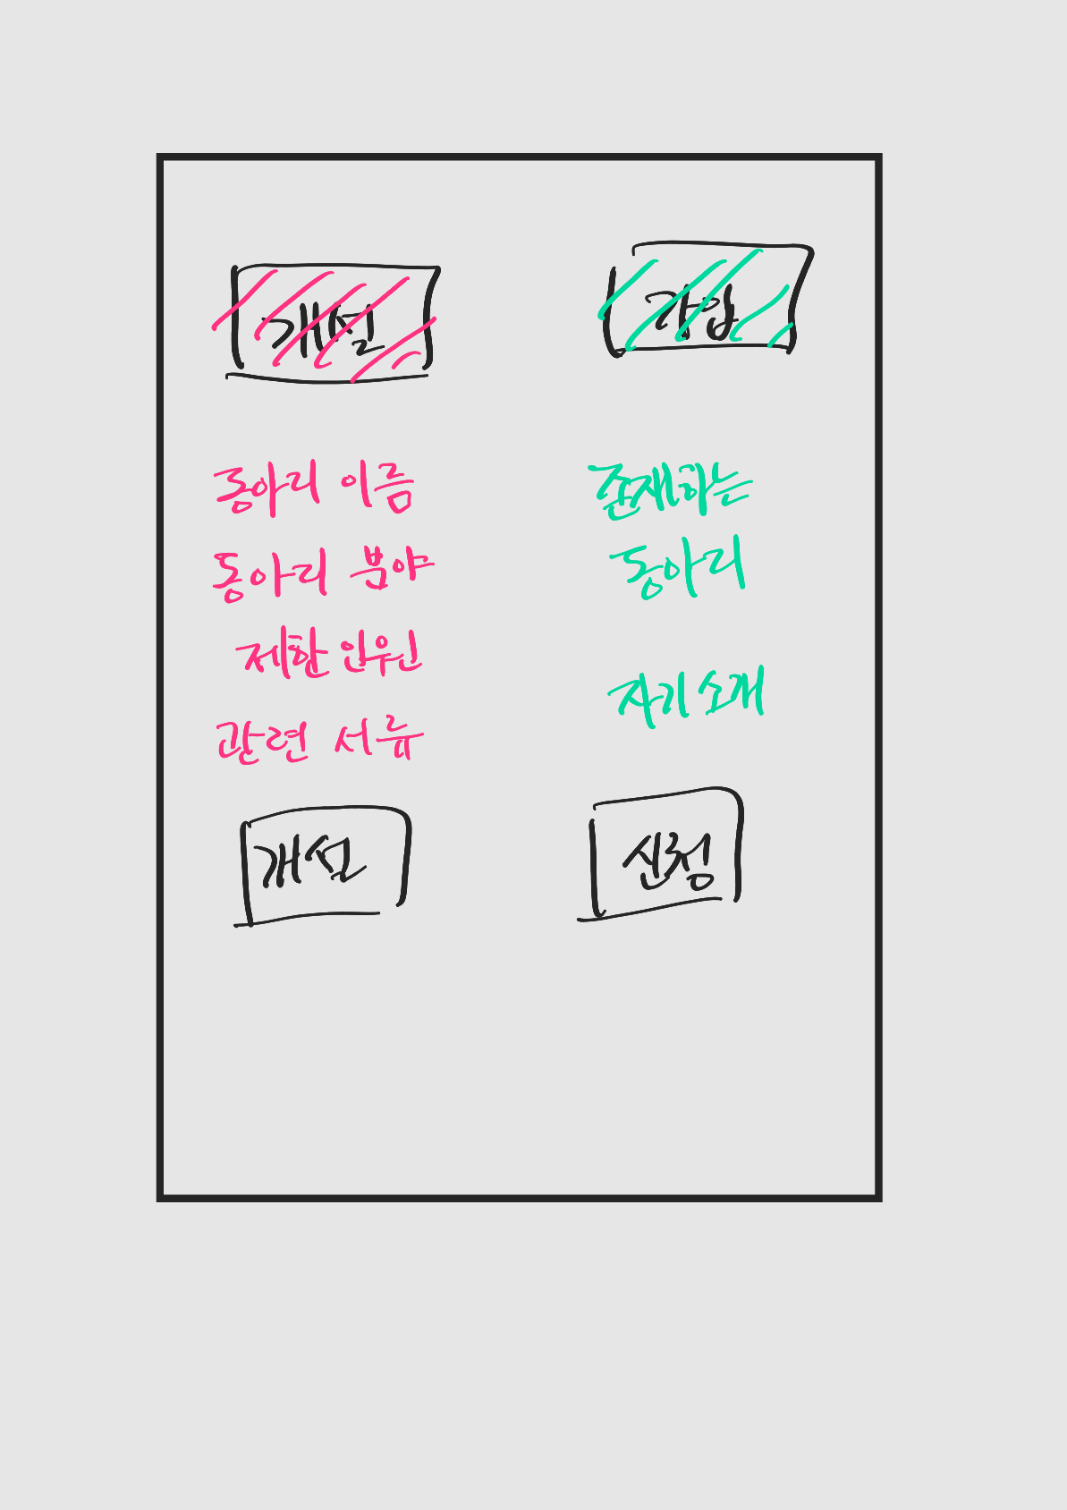 개설
가입
동아리 이름
동아리 분야
제한 인원
관련 서류
개설
존재하는
동아리
자기소개
신청